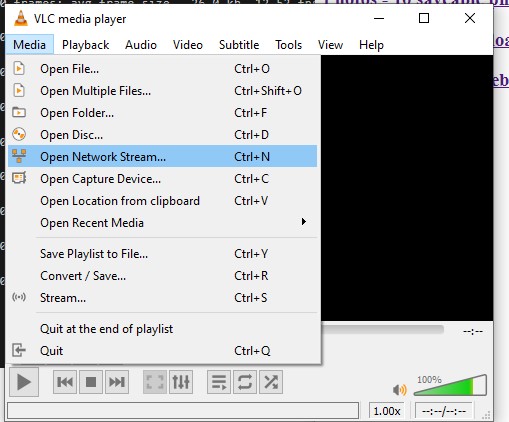 VLC media player
Media Playback Audio Video Subtitle Tools View Help
Open File... Ctrl+O
Open Multiple Files... Ctrl+Shift+O
Open Folder... Ctrl+F
Open Disc... Ctrl+D
Open Network Stream... Ctrl+N
Open Capture Device... Ctrl+C
Open Location from clipboard Ctrl+V
Open Recent Media
Save Playlist to File... Ctrl+Y
Convert / Save... Ctrl+R
Stream... Ctrl+S
Quit at the end of playlist
Quit Ctrl+Q
--:--
100%
1.00x --:--/--:--